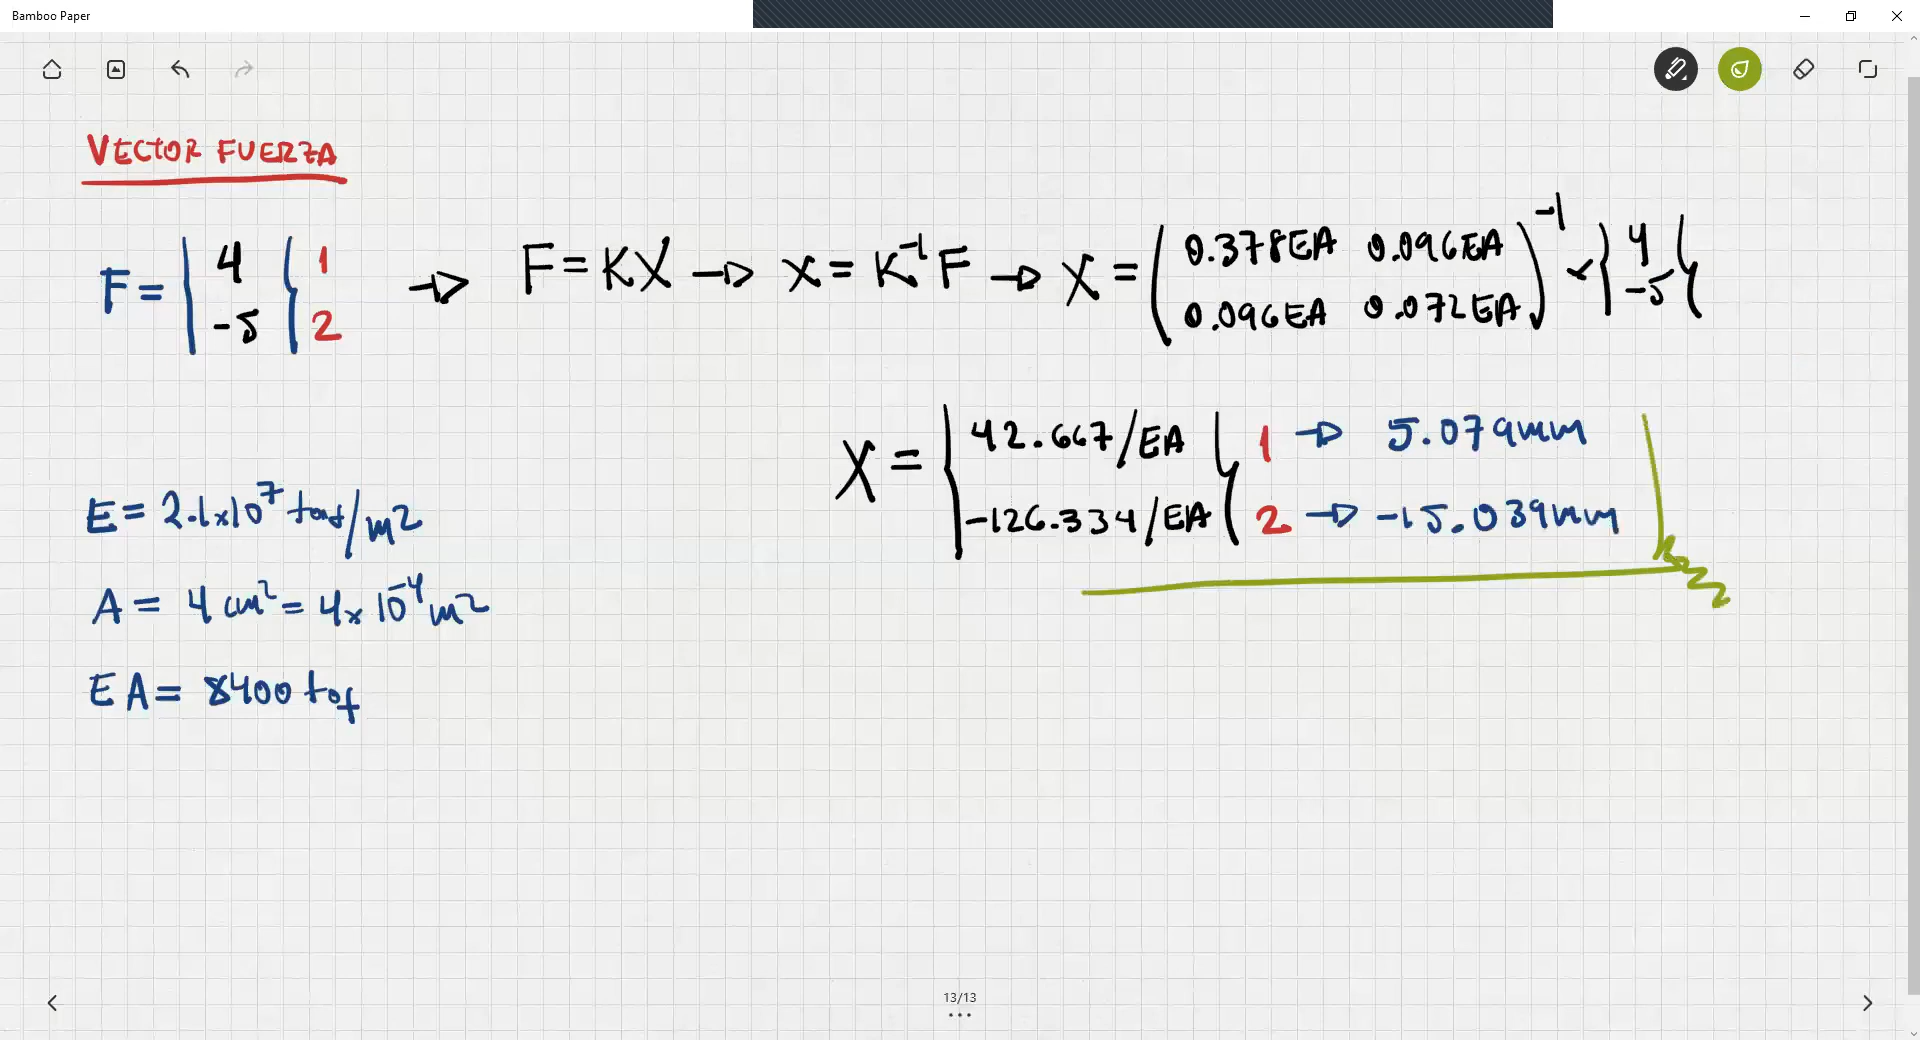 Bamboo Paper
VECTOR FUERZA
F = { 4 -5 } 1 2 → F = KX → x = K⁻¹ F → X = ( 0.378EA 0.096EA 0.096EA 0.072EA )⁻¹ × { 4 -5 }
X = { 42.667/EA -126.334/EA }
1 → 5.079mm
2 → -15.039mm
E = 2.1x10⁷ tonf/m2
A = 4 cm² = 4x10⁻⁴ m2
EA = 8400 tof
13/13